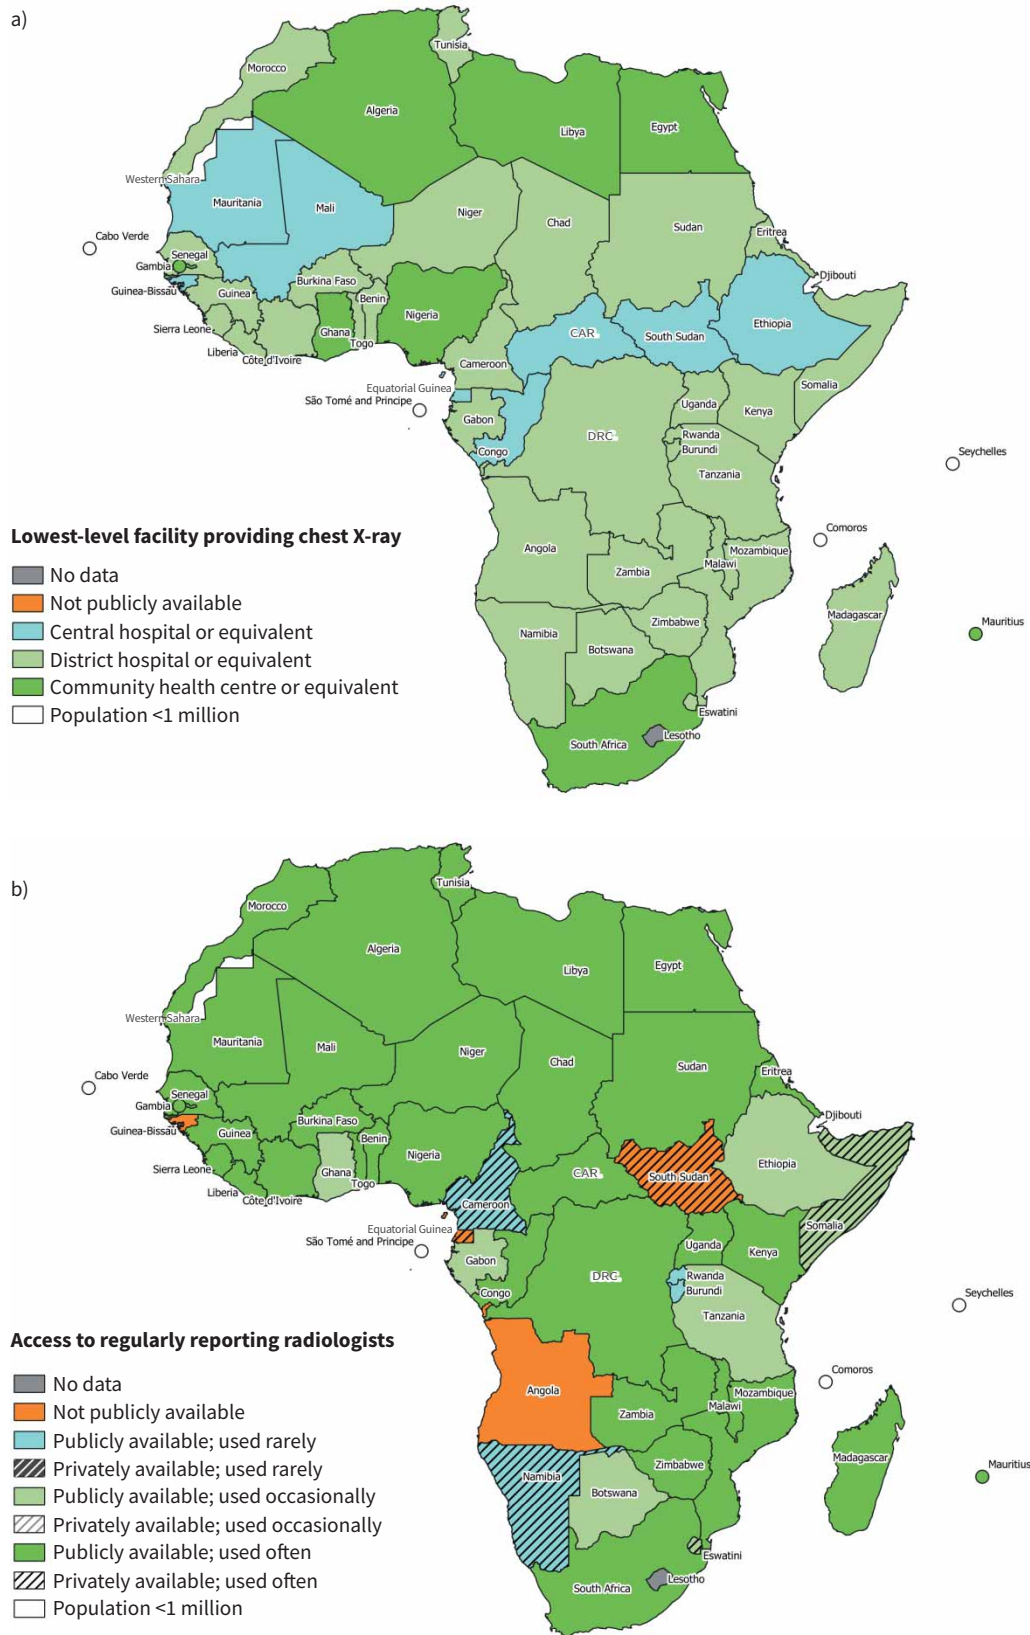 a)
Tunisia
Morocco
Algeria
Libya
Egypt
Western Sahara
Mauritania
Mali
Niger
Chad
Sudan
Eritrea
Cabo Verde
Senegal
Gambia
Djibouti
Guinea-Bissau
Guinea
Burkina Faso
Benin
Nigeria
Ethiopia
Sierra Leone
Ghana
CAR
South Sudan
Liberia
Côte d'Ivoire
Togo
Cameroon
Somalia
Equatorial Guinea
São Tomé and Principe
Gabon
Uganda
Kenya
DRC
Rwanda
Congo
Burundi
Seychelles
Tanzania
Lowest-level facility providing chest X-ray
Comoros
Angola
Mozambique
Malawi
Zambia
No data
Not publicly available
Central hospital or equivalent
District hospital or equivalent
Community health centre or equivalent
Population <1 million
Madagascar
Mauritius
Zimbabwe
Namibia
Botswana
Eswatini
South Africa
Lesotho
b)
Tunisia
Morocco
Algeria
Libya
Egypt
Western Sahara
Mauritania
Mali
Niger
Chad
Sudan
Eritrea
Cabo Verde
Senegal
Gambia
Djibouti
Guinea-Bissau
Guinea
Burkina Faso
Benin
Nigeria
Ethiopia
Sierra Leone
Ghana
CAR
South Sudan
Liberia
Côte d'Ivoire
Togo
Cameroon
Somalia
Equatorial Guinea
São Tomé and Principe
Gabon
Uganda
Kenya
DRC
Rwanda
Congo
Burundi
Seychelles
Tanzania
Access to regularly reporting radiologists
Comoros
Angola
Mozambique
Malawi
Zambia
No data
Not publicly available
Publicly available; used rarely
Privately available; used rarely
Publicly available; used occasionally
Privately available; used occasionally
Publicly available; used often
Privately available; used often
Population <1 million
Madagascar
Mauritius
Zimbabwe
Namibia
Botswana
Eswatini
South Africa
Lesotho